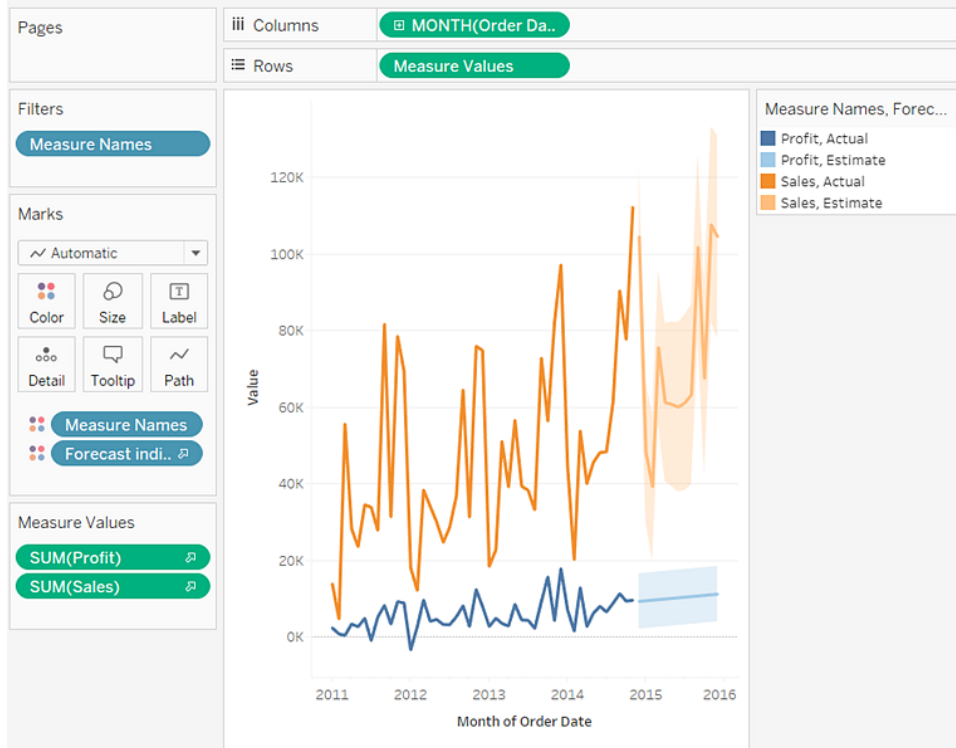 Pages
Columns
MONTH(Order Da..
Rows
Measure Values
Filters
Measure Names
Marks
Automatic
Color
Size
T
Label
Detail
Tooltip
Path
Measure Names
Forecast indi..
Measure Values
SUM(Profit)
SUM(Sales)
120K
100K
80K
60K
40K
20K
0K
Value
2011
2012
2013
2014
2015
2016
Month of Order Date
Measure Names, Forec...
Profit, Actual
Profit, Estimate
Sales, Actual
Sales, Estimate